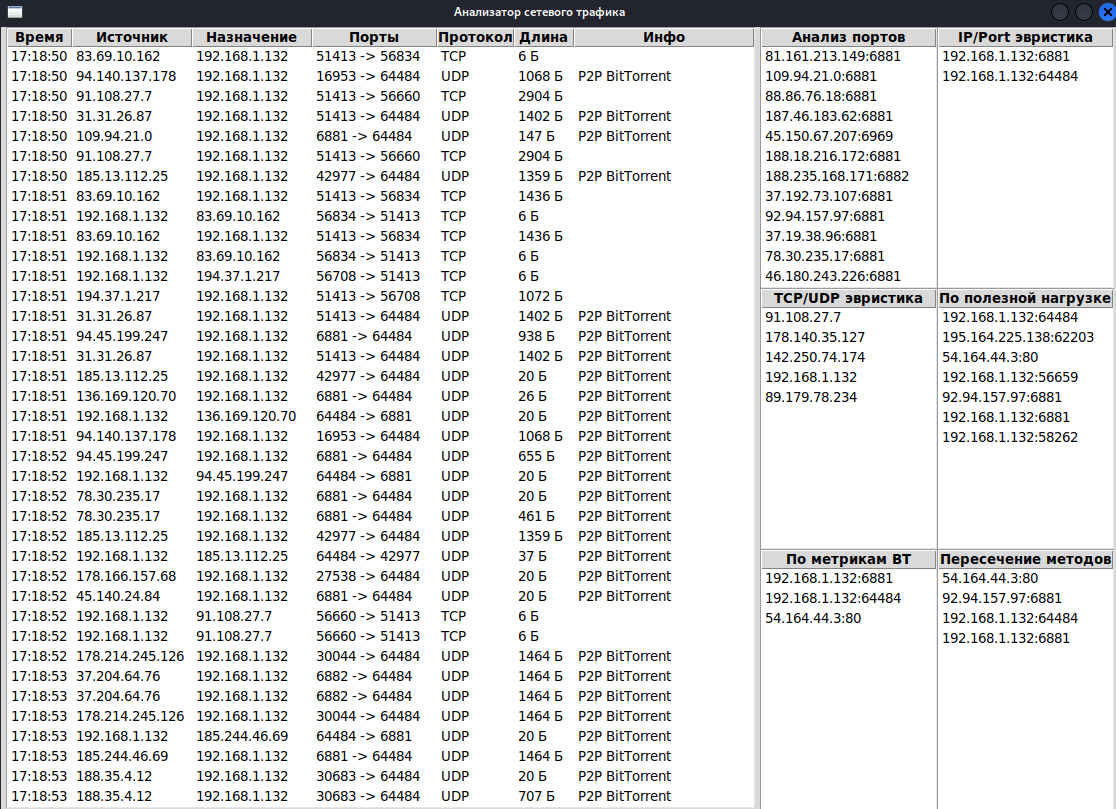 Анализатор сетевого трафика
Время Источник Назначение Порты Протокол Длина Инфо
17:18:50 83.69.10.162 192.168.1.132 51413 -> 56834 TCP 6 Б
17:18:50 94.140.137.178 192.168.1.132 16953 -> 64484 UDP 1068 Б P2P BitTorrent
17:18:50 91.108.27.7 192.168.1.132 51413 -> 56660 TCP 2904 Б
17:18:50 31.31.26.87 192.168.1.132 51413 -> 64484 UDP 1402 Б P2P BitTorrent
17:18:50 109.94.21.0 192.168.1.132 6881 -> 64484 UDP 147 Б P2P BitTorrent
17:18:50 91.108.27.7 192.168.1.132 51413 -> 56660 TCP 2904 Б
17:18:50 185.13.112.25 192.168.1.132 42977 -> 64484 UDP 1359 Б P2P BitTorrent
17:18:51 83.69.10.162 192.168.1.132 51413 -> 56834 TCP 1436 Б
17:18:51 192.168.1.132 83.69.10.162 56834 -> 51413 TCP 6 Б
17:18:51 83.69.10.162 192.168.1.132 51413 -> 56834 TCP 1436 Б
17:18:51 192.168.1.132 83.69.10.162 56834 -> 51413 TCP 6 Б
17:18:51 192.168.1.132 194.37.1.217 56708 -> 51413 TCP 6 Б
17:18:51 194.37.1.217 192.168.1.132 51413 -> 56708 TCP 1072 Б
17:18:51 31.31.26.87 192.168.1.132 51413 -> 64484 UDP 1402 Б P2P BitTorrent
17:18:51 94.45.199.247 192.168.1.132 6881 -> 64484 UDP 938 Б P2P BitTorrent
17:18:51 31.31.26.87 192.168.1.132 51413 -> 64484 UDP 1402 Б P2P BitTorrent
17:18:51 185.13.112.25 192.168.1.132 42977 -> 64484 UDP 20 Б P2P BitTorrent
17:18:51 136.169.120.70 192.168.1.132 6881 -> 64484 UDP 26 Б P2P BitTorrent
17:18:51 192.168.1.132 136.169.120.70 64484 -> 6881 UDP 20 Б P2P BitTorrent
17:18:51 94.140.137.178 192.168.1.132 16953 -> 64484 UDP 1068 Б P2P BitTorrent
17:18:52 94.45.199.247 192.168.1.132 6881 -> 64484 UDP 655 Б P2P BitTorrent
17:18:52 192.168.1.132 94.45.199.247 64484 -> 6881 UDP 20 Б P2P BitTorrent
17:18:52 78.30.235.17 192.168.1.132 6881 -> 64484 UDP 20 Б P2P BitTorrent
17:18:52 78.30.235.17 192.168.1.132 6881 -> 64484 UDP 461 Б P2P BitTorrent
17:18:52 185.13.112.25 192.168.1.132 42977 -> 64484 UDP 1359 Б P2P BitTorrent
17:18:52 192.168.1.132 185.13.112.25 64484 -> 42977 UDP 37 Б P2P BitTorrent
17:18:52 178.166.157.68 192.168.1.132 27538 -> 64484 UDP 20 Б P2P BitTorrent
17:18:52 45.140.24.84 192.168.1.132 6881 -> 64484 UDP 20 Б P2P BitTorrent
17:18:52 192.168.1.132 91.108.27.7 56660 -> 51413 TCP 6 Б
17:18:52 192.168.1.132 91.108.27.7 56660 -> 51413 TCP 6 Б
17:18:52 178.214.245.126 192.168.1.132 30044 -> 64484 UDP 1464 Б P2P BitTorrent
17:18:53 37.204.64.76 192.168.1.132 6882 -> 64484 UDP 1464 Б P2P BitTorrent
17:18:53 37.204.64.76 192.168.1.132 6882 -> 64484 UDP 1464 Б P2P BitTorrent
17:18:53 178.214.245.126 192.168.1.132 30044 -> 64484 UDP 1464 Б P2P BitTorrent
17:18:53 192.168.1.132 185.244.46.69 64484 -> 6881 UDP 20 Б P2P BitTorrent
17:18:53 185.244.46.69 192.168.1.132 6881 -> 64484 UDP 1464 Б P2P BitTorrent
17:18:53 188.35.4.12 192.168.1.132 30683 -> 64484 UDP 20 Б P2P BitTorrent
17:18:53 188.35.4.12 192.168.1.132 30683 -> 64484 UDP 707 Б P2P BitTorrent
Анализ портов
81.161.213.149:6881
109.94.21.0:6881
88.86.76.18:6881
187.46.183.62:6881
45.150.67.207:6969
188.18.216.172:6881
188.235.168.171:6882
37.192.73.107:6881
92.94.157.97:6881
37.19.38.96:6881
78.30.235.17:6881
46.180.243.226:6881
IP/Port эвристика
192.168.1.132:6881
192.168.1.132:64484
TCP/UDP эвристика
91.108.27.7
178.140.35.127
142.250.74.174
192.168.1.132
89.179.78.234
По полезной нагрузке
192.168.1.132:64484
195.164.225.138:62203
54.164.44.3:80
192.168.1.132:56659
92.94.157.97:6881
192.168.1.132:6881
192.168.1.132:58262
По метрикам BT
192.168.1.132:6881
192.168.1.132:64484
54.164.44.3:80
Пересечение методов
54.164.44.3:80
92.94.157.97:6881
192.168.1.132:64484
192.168.1.132:6881